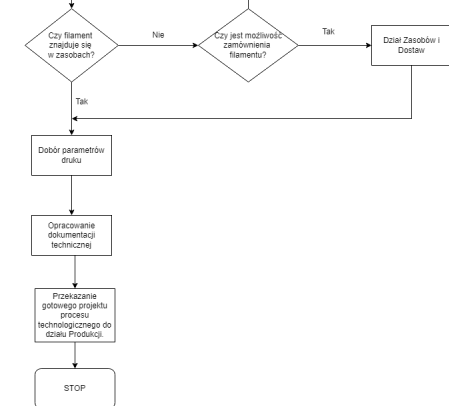 Czy filament
znajduje się
w zasobach?
Nie
Czy jest możliwość
zamównienia
filamentu?
Tak
Dział Zasobów i
Dostaw
Tak
Dobór parametrów
druku
Opracowanie
dokumentacji
technicznej
Przekazanie
gotowego projektu
procesu
technologicznego do
działu Produkcji.
STOP